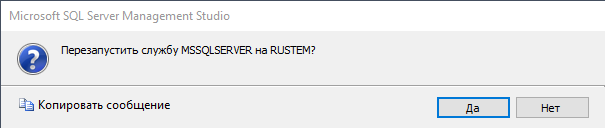 Microsoft SQL Server Management Studio
Перезапустить службу MSSQLSERVER на RUSTEM?
Копировать сообщение
Да
Нет